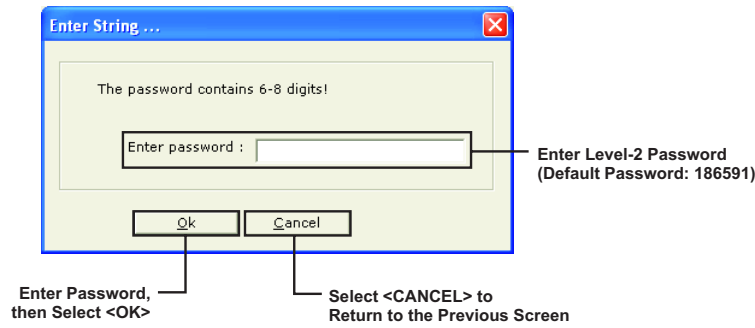 Enter String ...
The password contains 6-8 digits!
Enter password :
Enter Level-2 Password
(Default Password: 186591)
Ok
Cancel
Enter Password,
then Select <OK>
Select <CANCEL> to
Return to the Previous Screen